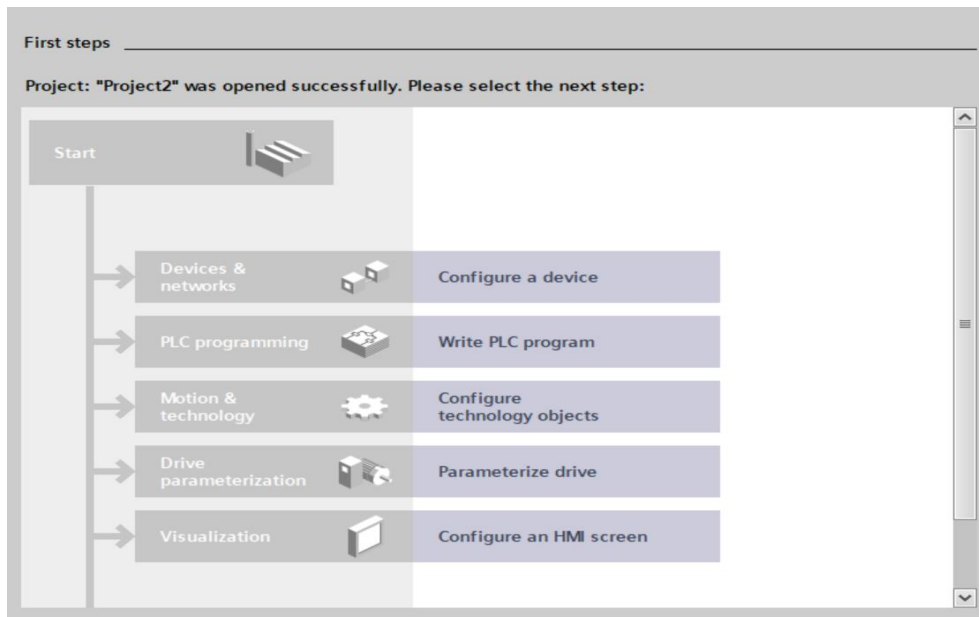 First steps
Project: "Project2" was opened successfully. Please select the next step:
Start
Devices &
networks
Configure a device
PLC programming
Write PLC program
Motion &
technology
Configure
technology objects
Drive
parameterization
Parameterize drive
Visualization
Configure an HMI screen